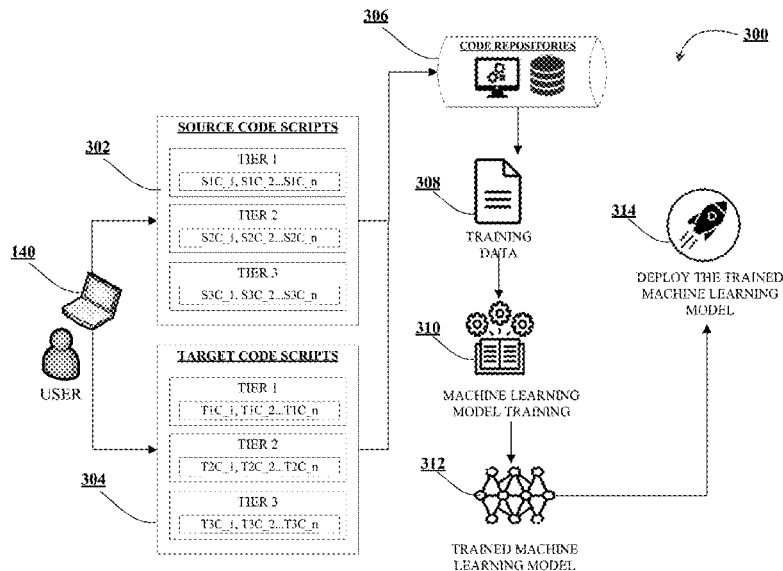 306
CODE REPOSITORIES
300
SOURCE CODE SCRIPTS
302
TIER 1
S1C_1, S1C_2...S1C_n
TIER 2
S2C_1, S2C_2...S2C_n
TIER 3
S3C_1, S3C_2...S3C_n
140
USER
TARGET CODE SCRIPTS
TIER 1
T1C_1, T1C_2...T1C_n
TIER 2
T2C_1, T2C_2...T2C_n
304
TIER 3
T3C_1, T3C_2...T3C_n
308
TRAINING
DATA
310
MACHINE LEARNING
MODEL TRAINING
312
TRAINED MACHINE
LEARNING MODEL
314
DEPLOY THE TRAINED
MACHINE LEARNING
MODEL